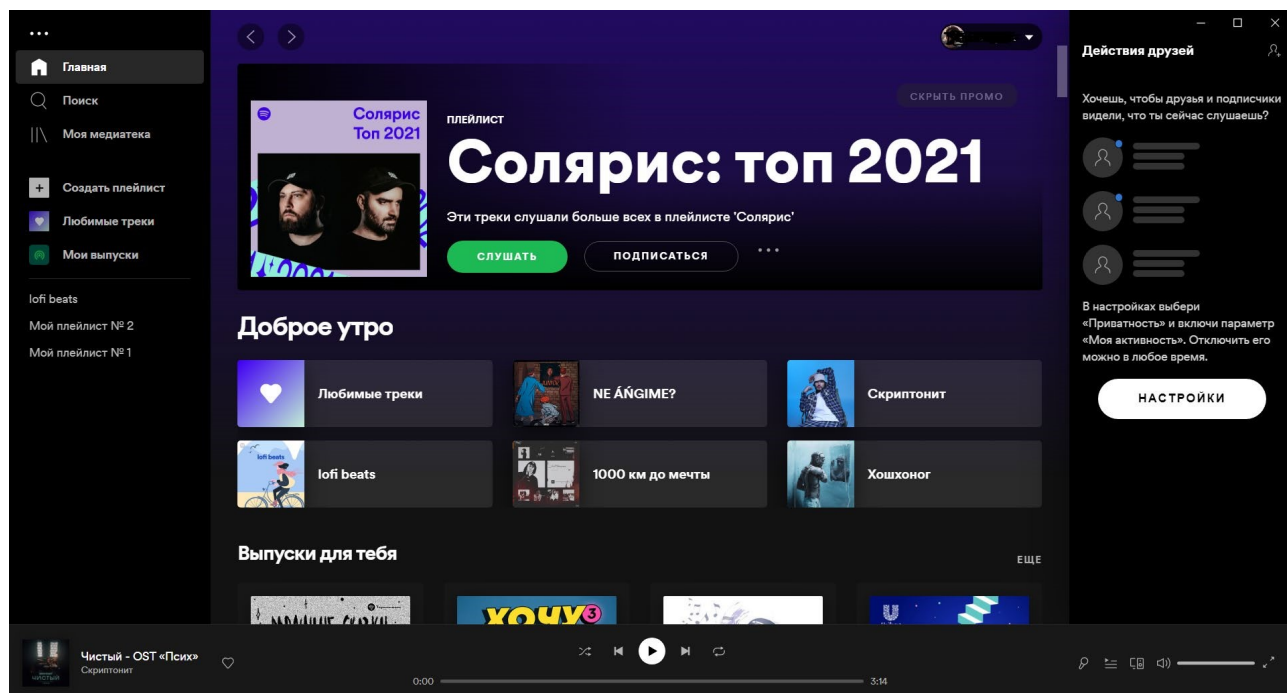 Главная
Поиск
Моя медиатека
Создать плейлист
Любимые треки
Мои выпуски
lofi beats
Мой плейлист № 2
Мой плейлист № 1
СКРЫТЬ ПРОМО
Солярис
Топ 2021
ПЛЕЙЛИСТ
Солярис: топ 2021
Эти треки слушали больше всех в плейлисте 'Солярис'
СЛУШАТЬ
ПОДПИСАТЬСЯ
Доброе утро
Любимые треки
NE ÁŃGIME?
Скриптонит
lofi beats
lofi beats
1000 км до мечты
Хошхоног
Выпуски для тебя
ЕЩЕ
ХОЧУ
3
Действия друзей
Хочешь, чтобы друзья и подписчики
видели, что ты сейчас слушаешь?
В настройках выбери
«Приватность» и включи параметр
«Моя активность». Отключить его
можно в любое время.
НАСТРОЙКИ
ЧИСТЫЙ
Чистый - OST «Псих»
Скриптонит
0:00
3:14